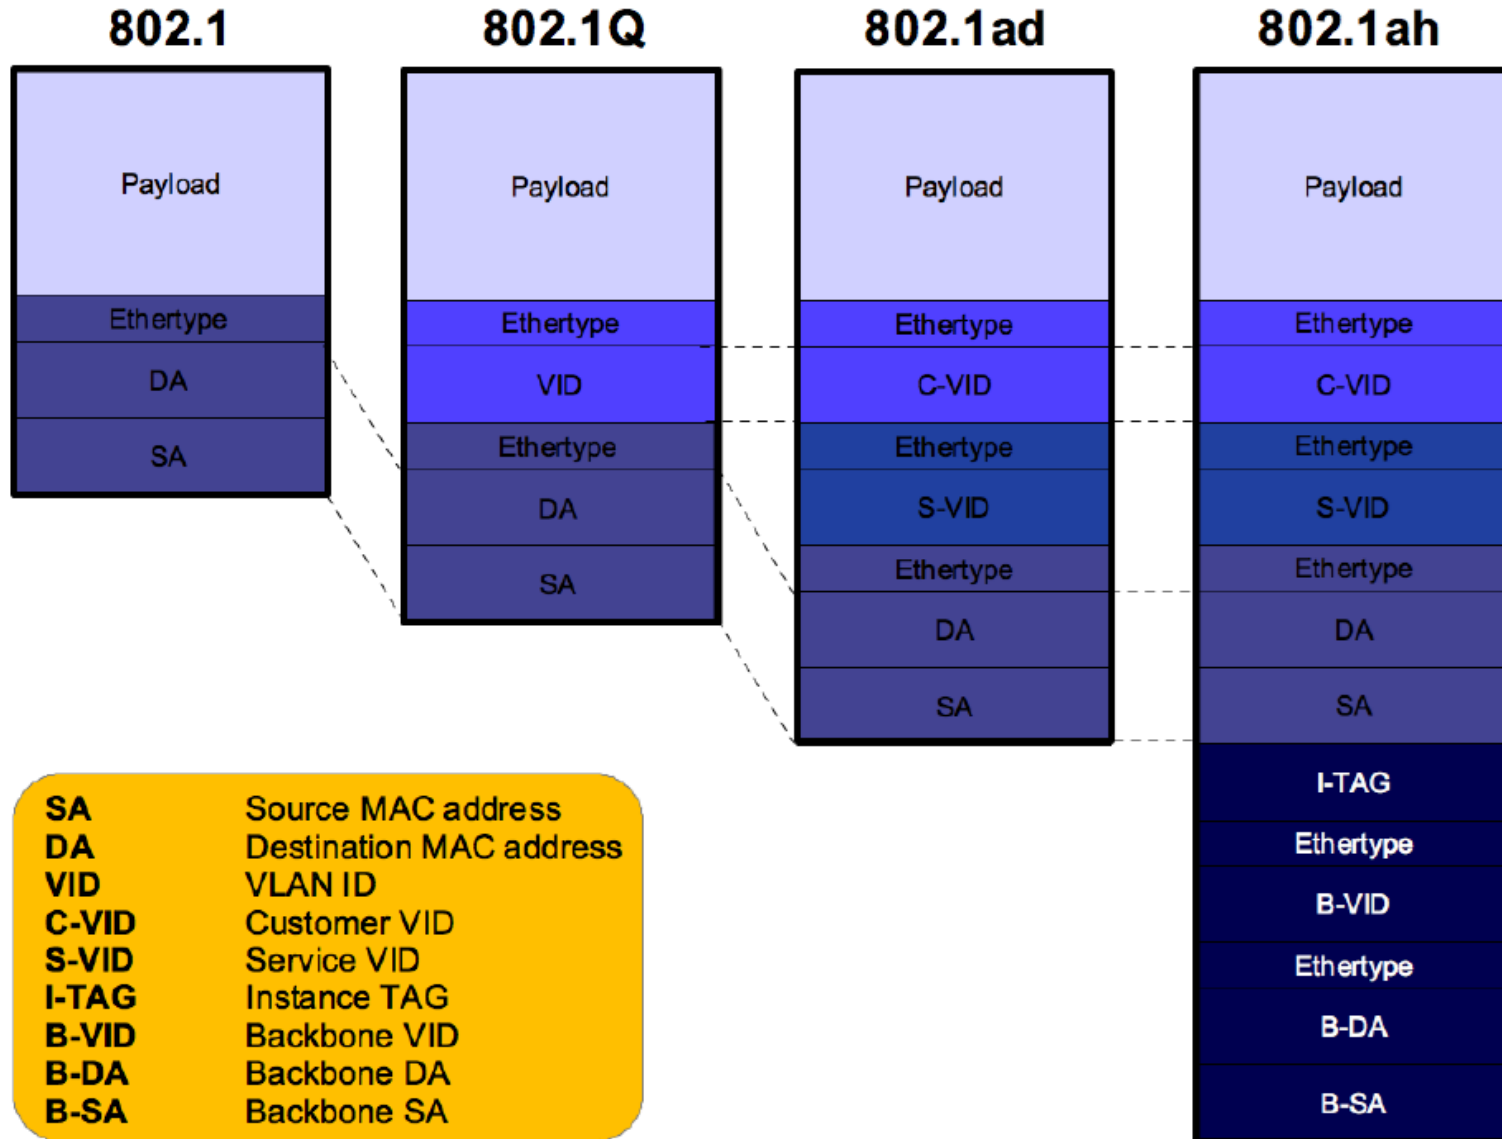 802.1
Payload
Ethertype
DA
SA
802.1Q
Payload
Ethertype
VID
Ethertype
DA
SA
802.1ad
Payload
Ethertype
C-VID
Ethertype
S-VID
Ethertype
DA
SA
802.1ah
Payload
Ethertype
C-VID
Ethertype
S-VID
Ethertype
DA
SA
I-TAG
Ethertype
B-VID
Ethertype
B-DA
B-SA
SA Source MAC address
DA Destination MAC address
VID VLAN ID
C-VID Customer VID
S-VID Service VID
I-TAG Instance TAG
B-VID Backbone VID
B-DA Backbone DA
B-SA Backbone SA